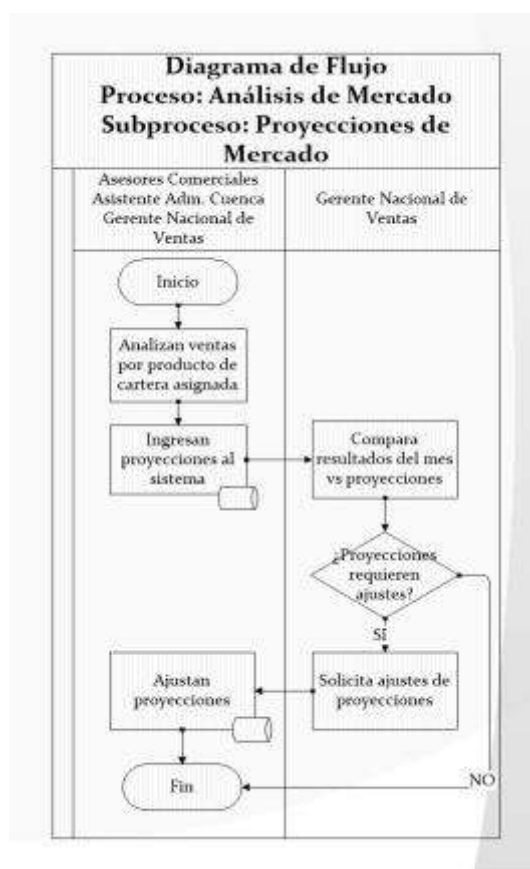 Diagrama de Flujo
Proceso: Análisis de Mercado
Subproceso: Proyecciones de
Mercado
Asesores Comerciales
Asistente Adm. Cuenca
Gerente Nacional de
Ventas
Gerente Nacional de
Ventas
Inicio
Analizan ventas
por producto de
cartera asignada
Ingresan
proyecciones al
sistema
Compara
resultados del mes
vs proyecciones
¿Proyecciones
requieren
ajustes?
SÍ
Solicita ajustes de
proyecciones
Ajustan
proyecciones
NO
Fin